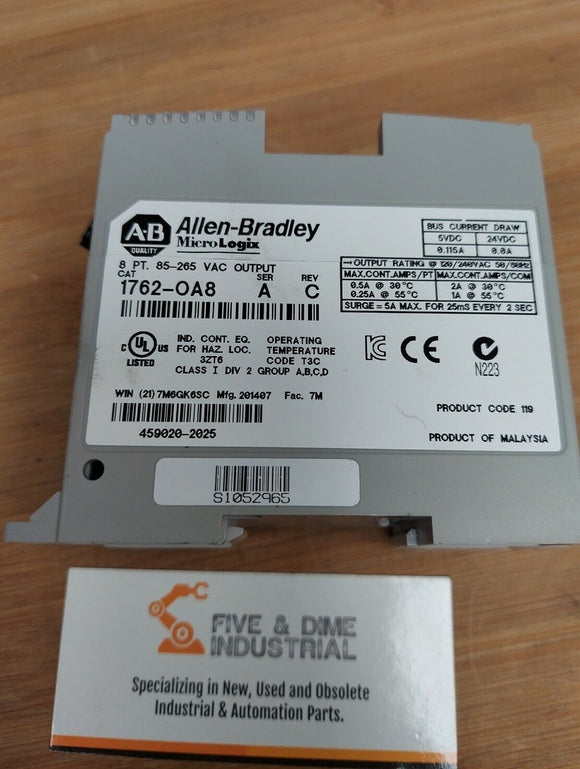 A-B
QUALITY
Allen-Bradley
MicroLogix
8 PT. 85-265 VAC OUTPUT
CAT SER REV
1762-OA8 A C
BUS CURRENT DRAW
5VDC 24VDC
0.115A 0.0A
OUTPUT RATING @ 120/240VAC 50/60HZ
MAX.CONT.AMPS/PT MAX.CONT.AMPS/COM
0.5A @ 30°C 2A @ 30°C
0.25A @ 55°C 1A @ 55°C
SURGE = 5A MAX. FOR 25mS EVERY 2 SEC
C UL US
LISTED
IND. CONT. EQ. OPERATING
FOR HAZ. LOC. TEMPERATURE
3ZT6 CODE T3C
CLASS I DIV 2 GROUP A,B,C,D
CE
N223
WIN (21) 7M6GK6SC Mfg. 201407 Fac. 7M
PRODUCT CODE 119
459020-2025
PRODUCT OF MALAYSIA
S1052965
FIVE & DIME
INDUSTRIAL
Specializing in New, Used and Obsolete
Industrial & Automation Parts.